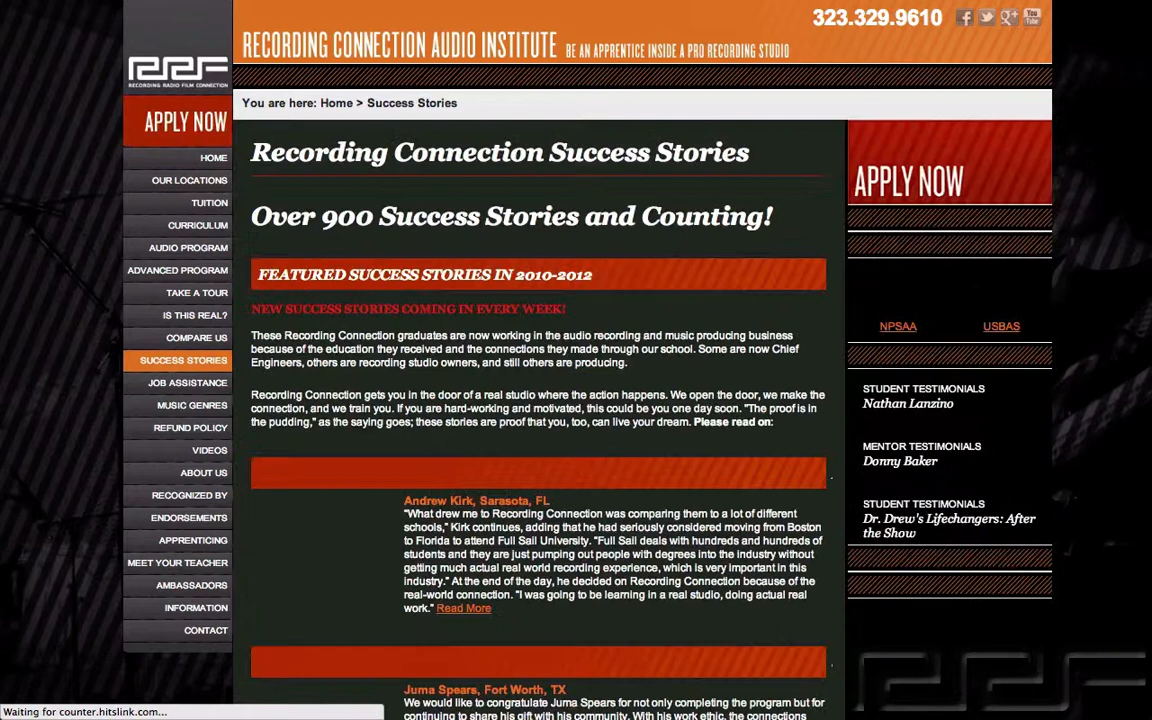 323.329.9610
You Tube
RECORDING CONNECTION AUDIO INSTITUTE BE AN APPRENTICE INSIDE A PRO RECORDING STUDIO
RRF
RECORDING RADIO FILM CONNECTION
APPLY NOW
HOME
OUR LOCATIONS
TUITION
CURRICULUM
AUDIO PROGRAM
ADVANCED PROGRAM
TAKE A TOUR
IS THIS REAL?
COMPARE US
SUCCESS STORIES
JOB ASSISTANCE
MUSIC GENRES
REFUND POLICY
VIDEOS
ABOUT US
RECOGNIZED BY
ENDORSEMENTS
APPRENTICING
MEET YOUR TEACHER
AMBASSADORS
INFORMATION
CONTACT
You are here: Home > Success Stories
Recording Connection Success Stories
Over 900 Success Stories and Counting!
FEATURED SUCCESS STORIES IN 2010-2012
NEW SUCCESS STORIES COMING IN EVERY WEEK!
These Recording Connection graduates are now working in the audio recording and music producing business
because of the education they received and the connections they made through our school. Some are now Chief
Engineers, others are recording studio owners, and still others are producing.
Recording Connection gets you in the door of a real studio where the action happens. We open the door, we make the
connection, and we train you. If you are hard-working and motivated, this could be you one day soon. "The proof is in
the pudding," as the saying goes; these stories are proof that you, too, can live your dream. Please read on:
Andrew Kirk, Sarasota, FL
"What drew me to Recording Connection was comparing them to a lot of different
schools," Kirk continues, adding that he had seriously considered moving from Boston
to Florida to attend Full Sail University. "Full Sail deals with hundreds and hundreds of
students and they are just pumping out people with degrees into the industry without
getting much actual real world recording experience, which is very important in this
industry." At the end of the day, he decided on Recording Connection because of the
real-world connection. "I was going to be learning in a real studio, doing actual real
work." Read More
Juma Spears, Fort Worth, TX
We would like to congratulate Juma Spears for not only completing the program but for
continuing to share his gift with his community. With his work ethic, the connections
APPLY NOW
NPSAA USBAS
STUDENT TESTIMONIALS
Nathan Lanzino
MENTOR TESTIMONIALS
Donny Baker
STUDENT TESTIMONIALS
Dr. Drew's Lifechangers: After
the Show
RRF
Waiting for counter.hitslink.com...